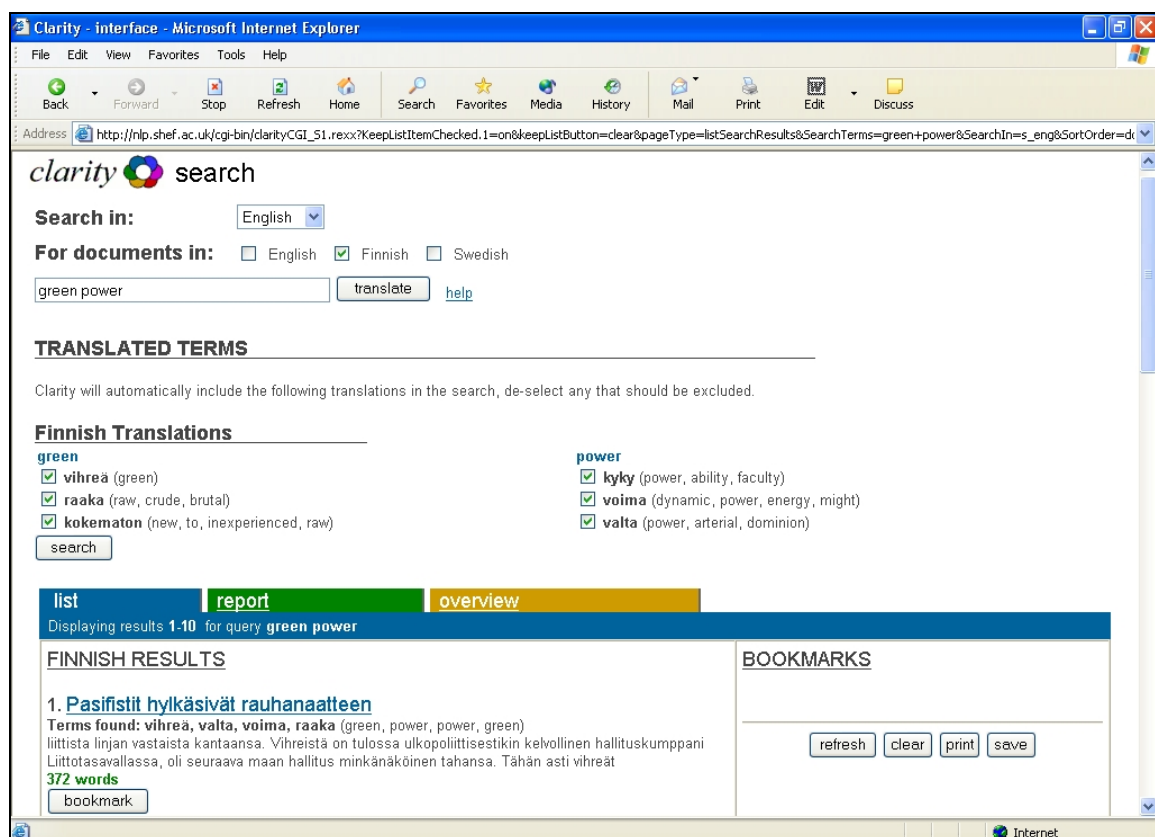 Clarity - interface - Microsoft Internet Explorer
File Edit View Favorites Tools Help
Back Forward Stop Refresh Home Search Favorites Media History Mail Print Edit Discuss
Address http://nlp.shef.ac.uk/cgi-bin/clarityCGI_S1.rexx?KeepListItemChecked.1=on&keepListButton=clear&pageType=listSearchResults&SearchTerms=green+power&SearchIn=s_eng&SortOrder=d
clarity search
Search in: English
For documents in: English Finnish Swedish
green power translate help
TRANSLATED TERMS
Clarity will automatically include the following translations in the search, de-select any that should be excluded.
Finnish Translations
green power
vihreä (green) kyky (power, ability, faculty)
raaka (raw, crude, brutal) voima (dynamic, power, energy, might)
kokematon (new, to, inexperienced, raw) valta (power, arterial, dominion)
search
list report overview
Displaying results 1-10 for query green power
FINNISH RESULTS BOOKMARKS
1. Pasifistit hylkäsivät rauhanaatteen
Terms found: vihreä, valta, voima, raaka (green, power, power, green)
liittista linjan vastaista kantaansa. Vihreistä on tulossa ulkopoliittisestikin kelvollinen hallituskumppani
Liittotasavallassa, oli seuraava maan hallitus minkänäköinen tahansa. Tähän asti vihreät
refresh clear print save
372 words
bookmark
Internet